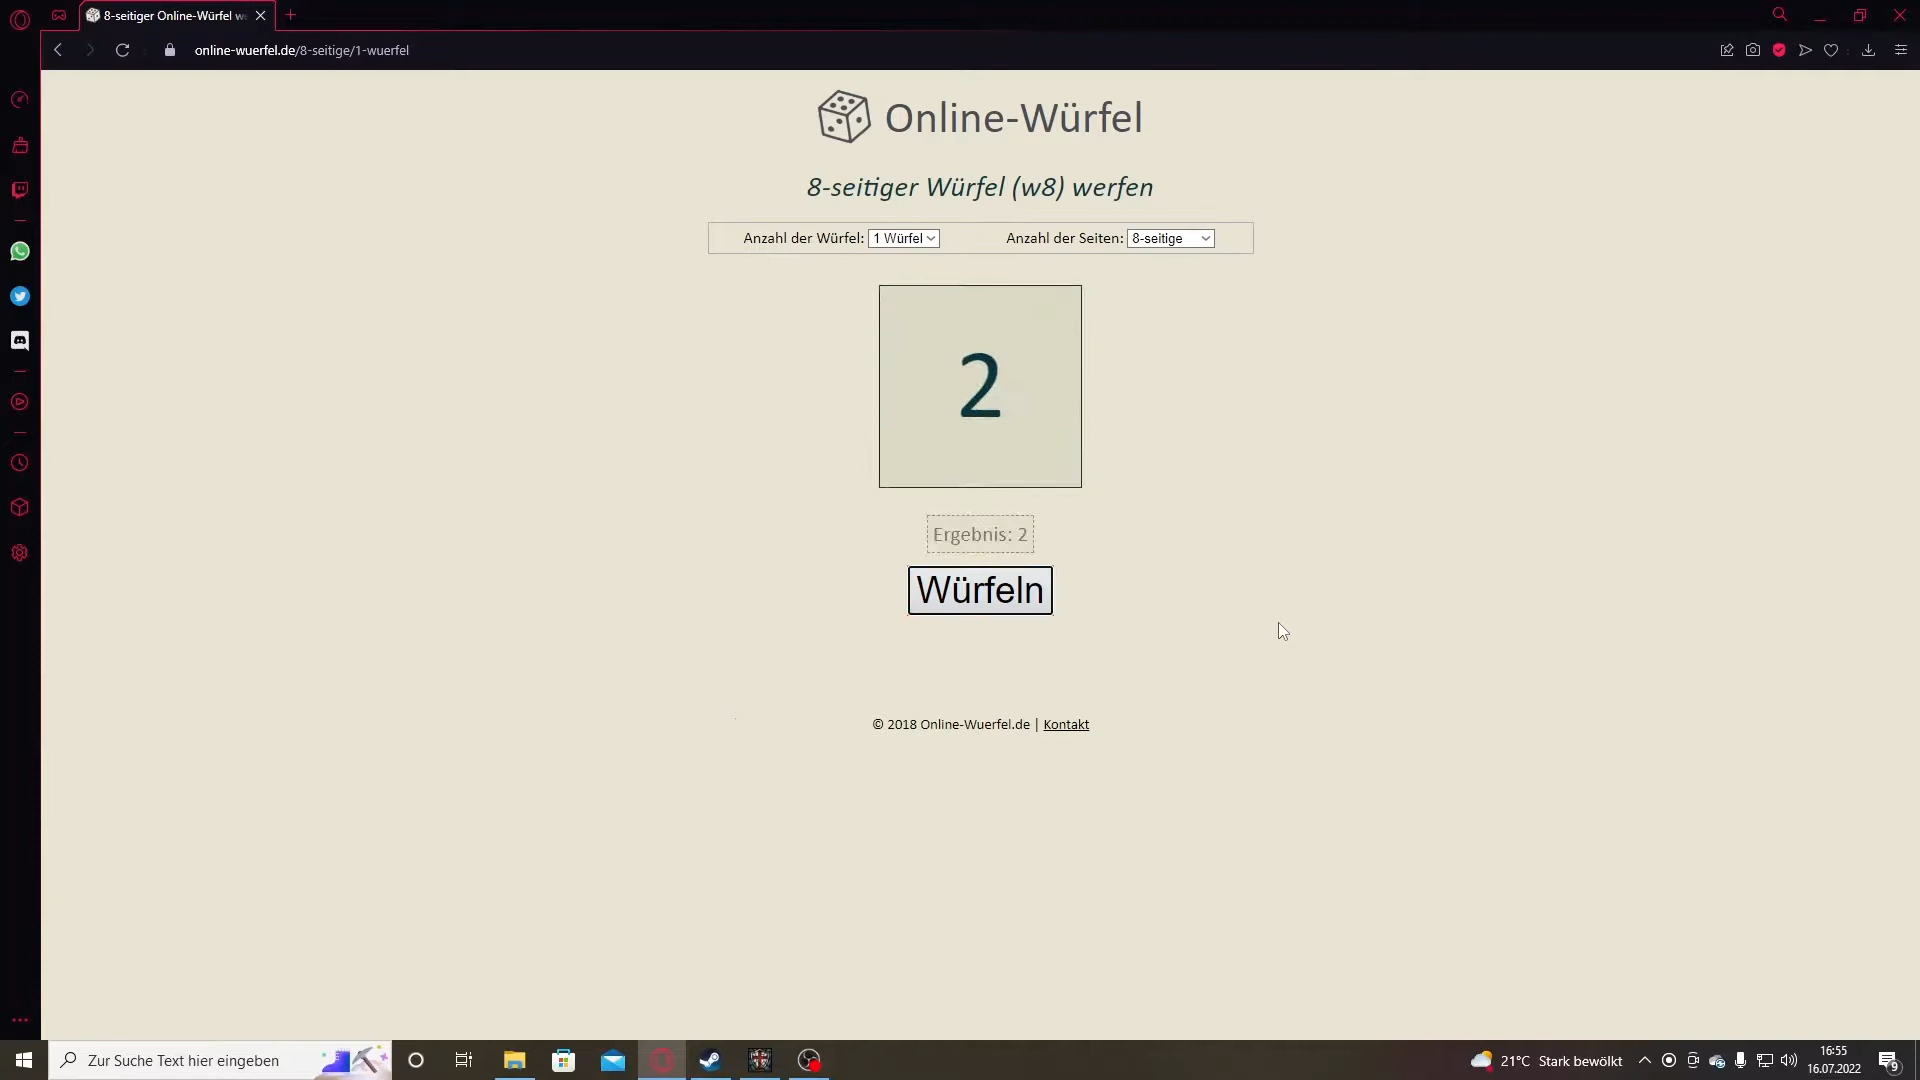 8-seitiger Online-Würfel we
online-wuerfel.de/8-seitige/1-wuerfel
Online-Würfel
8-seitiger Würfel (w8) werfen
Anzahl der Würfel: 1 Würfel Anzahl der Seiten: 8-seitige
2
Ergebnis: 2
Würfeln
© 2018 Online-Wuerfel.de | Kontakt
Zur Suche Text hier eingeben
21°C Stark bewölkt
16:55
16.07.2022
9